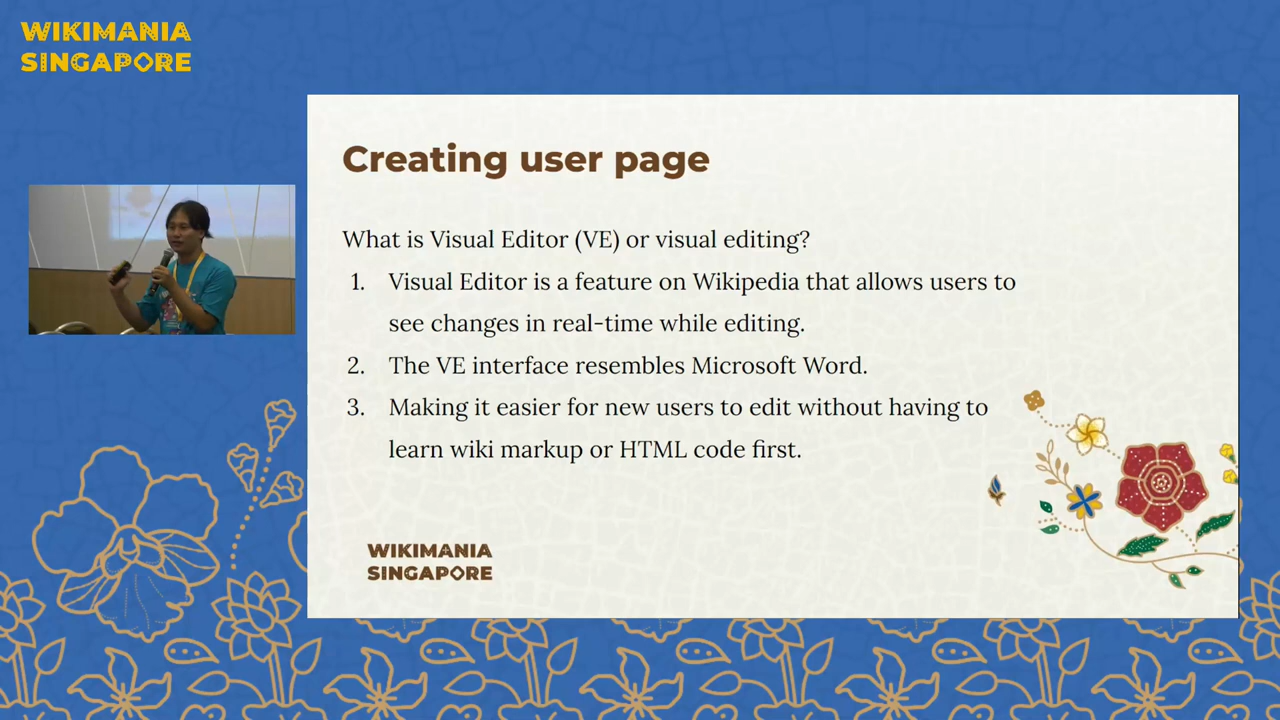 WIKIMANIA
SINGAPORE
Creating user page
What is Visual Editor (VE) or visual editing?
1. Visual Editor is a feature on Wikipedia that allows users to
see changes in real-time while editing.
2. The VE interface resembles Microsoft Word.
3. Making it easier for new users to edit without having to
learn wiki markup or HTML code first.
WIKIMANIA
SINGAPORE